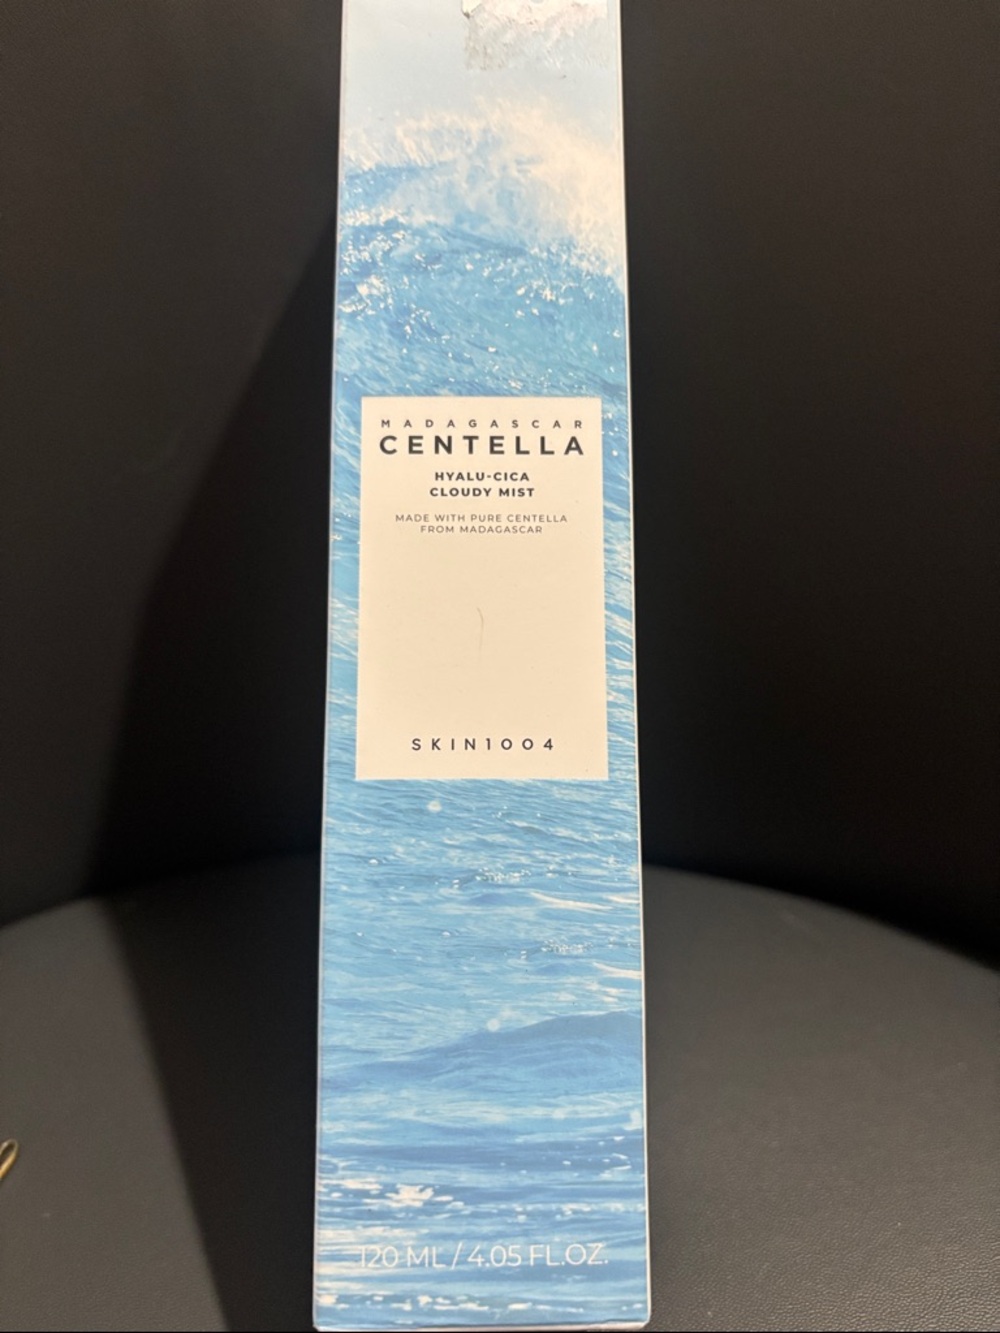 MADAGASCAR
CENTELLA
HYALU-CICA
CLOUDY MIST
MADE WITH PURE CENTELLA
FROM MADAGASCAR
SKIN1004
120 ML / 4.05 FL.OZ.